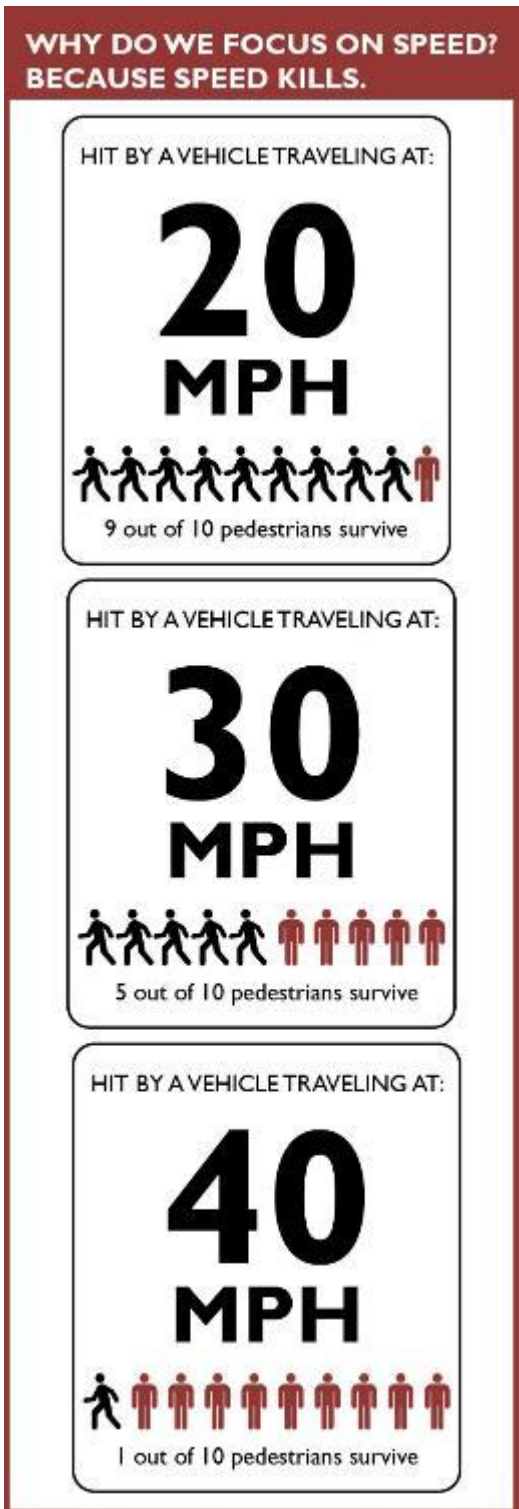 WHY DO WE FOCUS ON SPEED?
BECAUSE SPEED KILLS.
HIT BY A VEHICLE TRAVELING AT:
20
MPH
9 out of 10 pedestrians survive
HIT BY A VEHICLE TRAVELING AT:
30
MPH
5 out of 10 pedestrians survive
HIT BY A VEHICLE TRAVELING AT:
40
MPH
1 out of 10 pedestrians survive